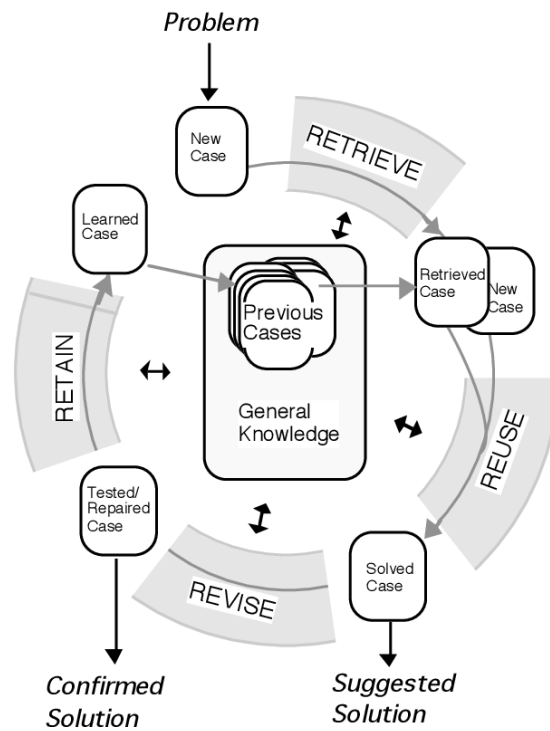 Problem
New
Case
RETRIEVE
Learned
Case
Retrieved
Case
New
Case
Previous
Cases
General
Knowledge
RETAIN
REUSE
Tested/
Repaired
Case
REVISE
Solved
Case
Confirmed
Solution
Suggested
Solution